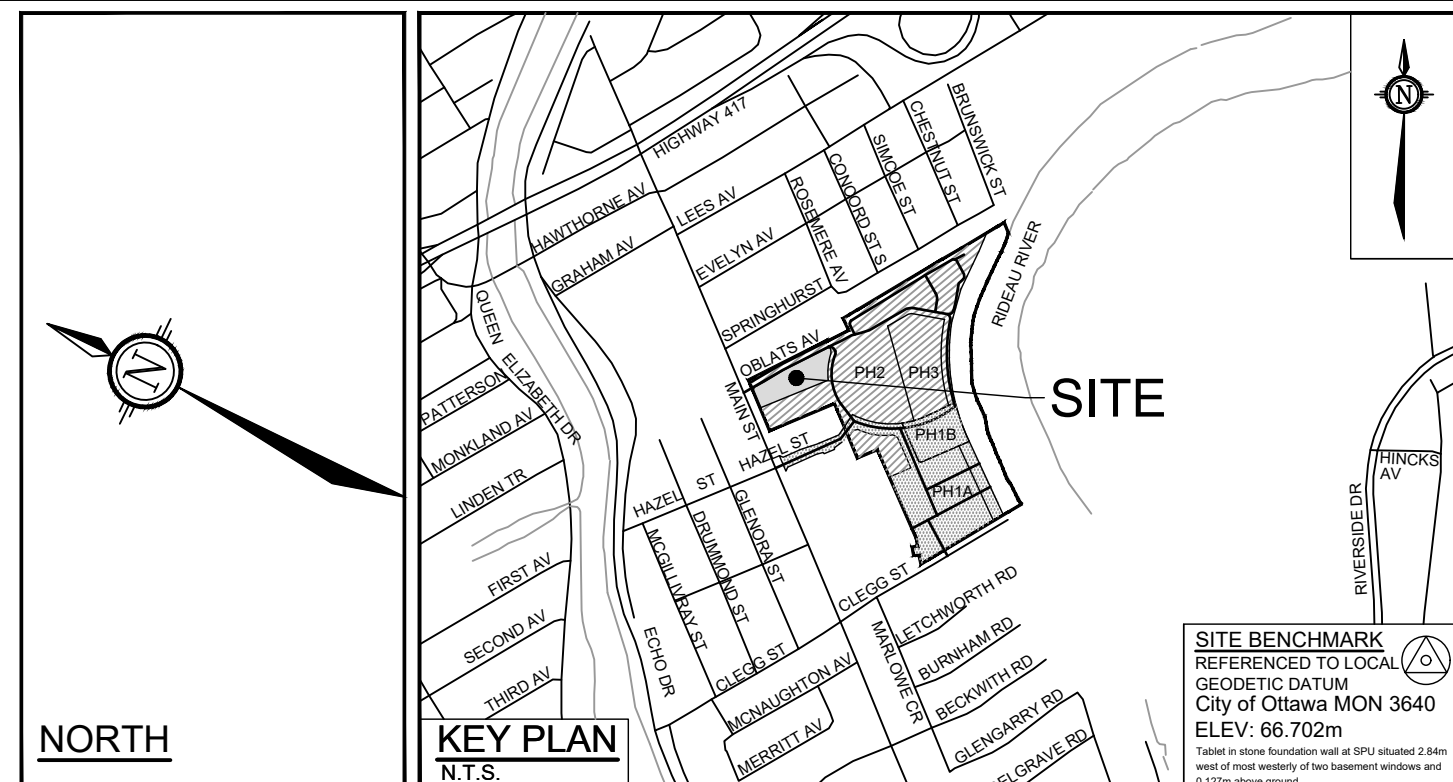 N
NORTH
HIGHWAY 417
BRUNSWICK ST
CHESTNUT ST
SIMCOE ST
CONCORD ST S
ROSEMERE AV
HAWTHORNE AV
LEES AV
GRAHAM AV
EVELYN AV
SPRINGHURST
OBLATS AV
RIDEAU RIVER
N
QUEEN ELIZABETH DR
PATTERSON
MONKLAND AV
LINDEN TR
MAIN ST
PH2
PH3
SITE
PH1B
PH1A
HAZEL ST
HAZEL ST
GLENORA ST
DRUMMOND ST
MCGILLIVRAY ST
FIRST AV
SECOND AV
THIRD AV
ECHO DR
CLEGG ST
CLEGG ST
MCNAUGHTON AV
MERRITT AV
MARLOWE CR
LETCHWORTH RD
BURNHAM RD
BECKWITH RD
GLENGARRY RD
ELGRAVE RD
HINCKS
AV
RIVERSIDE DR
KEY PLAN
N.T.S.
SITE BENCHMARK
REFERENCED TO LOCAL
GEODETIC DATUM
City of Ottawa MON 3640
ELEV: 66.702m
Tablet in stone foundation wall at SPU situated 2.84m
west of most westerly of two basement windows and
0.127m above ground